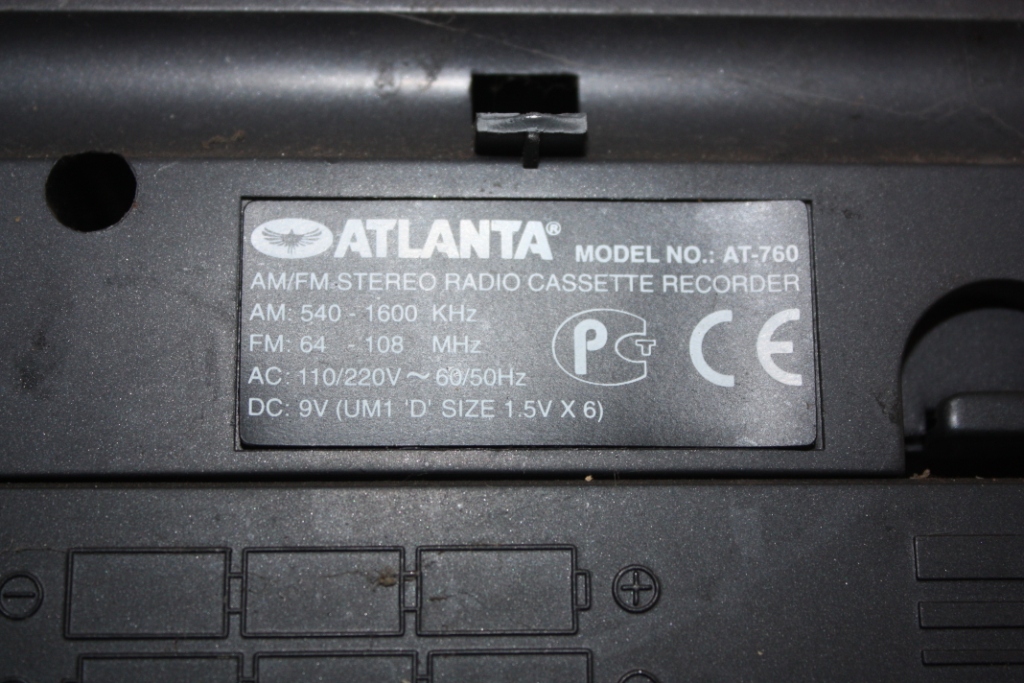 ATLANTA® MODEL NO.: AT-760
AM/FM STEREO RADIO CASSETTE RECORDER
AM: 540 - 1600 KHz
FM: 64 - 108 MHz
AC: 110/220V ~ 60/50Hz
DC: 9V (UM1 'D' SIZE 1.5V X 6)
PCT CE